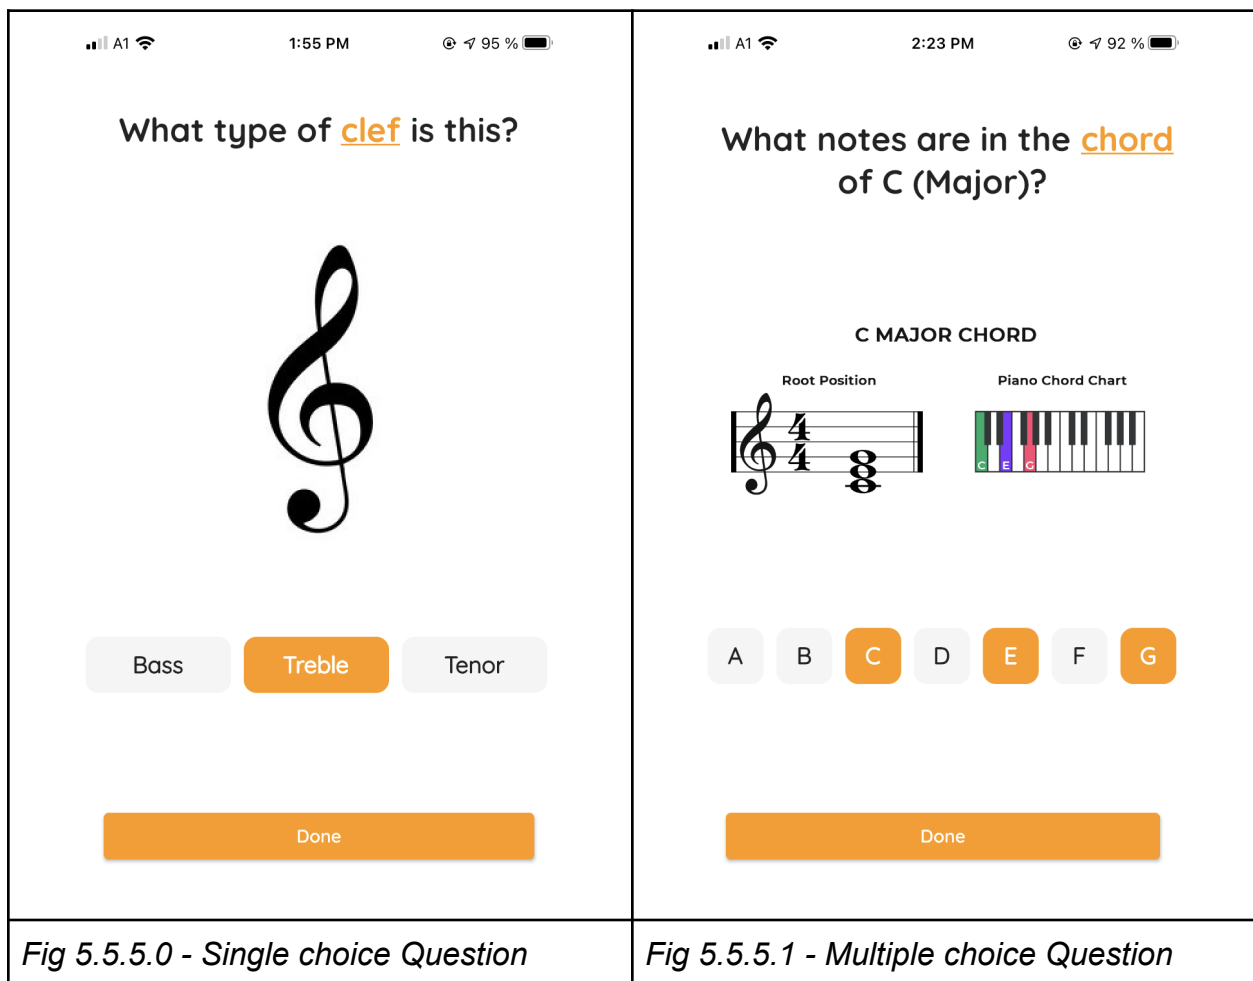 A1 1:55 PM 95 %
What type of clef is this?
Bass Treble Tenor
Done
Fig 5.5.5.0 - Single choice Question
A1 2:23 PM 92 %
What notes are in the chord
of C (Major)?
C MAJOR CHORD
Root Position Piano Chord Chart
4
4
C E G
A B C D E F G
Done
Fig 5.5.5.1 - Multiple choice Question